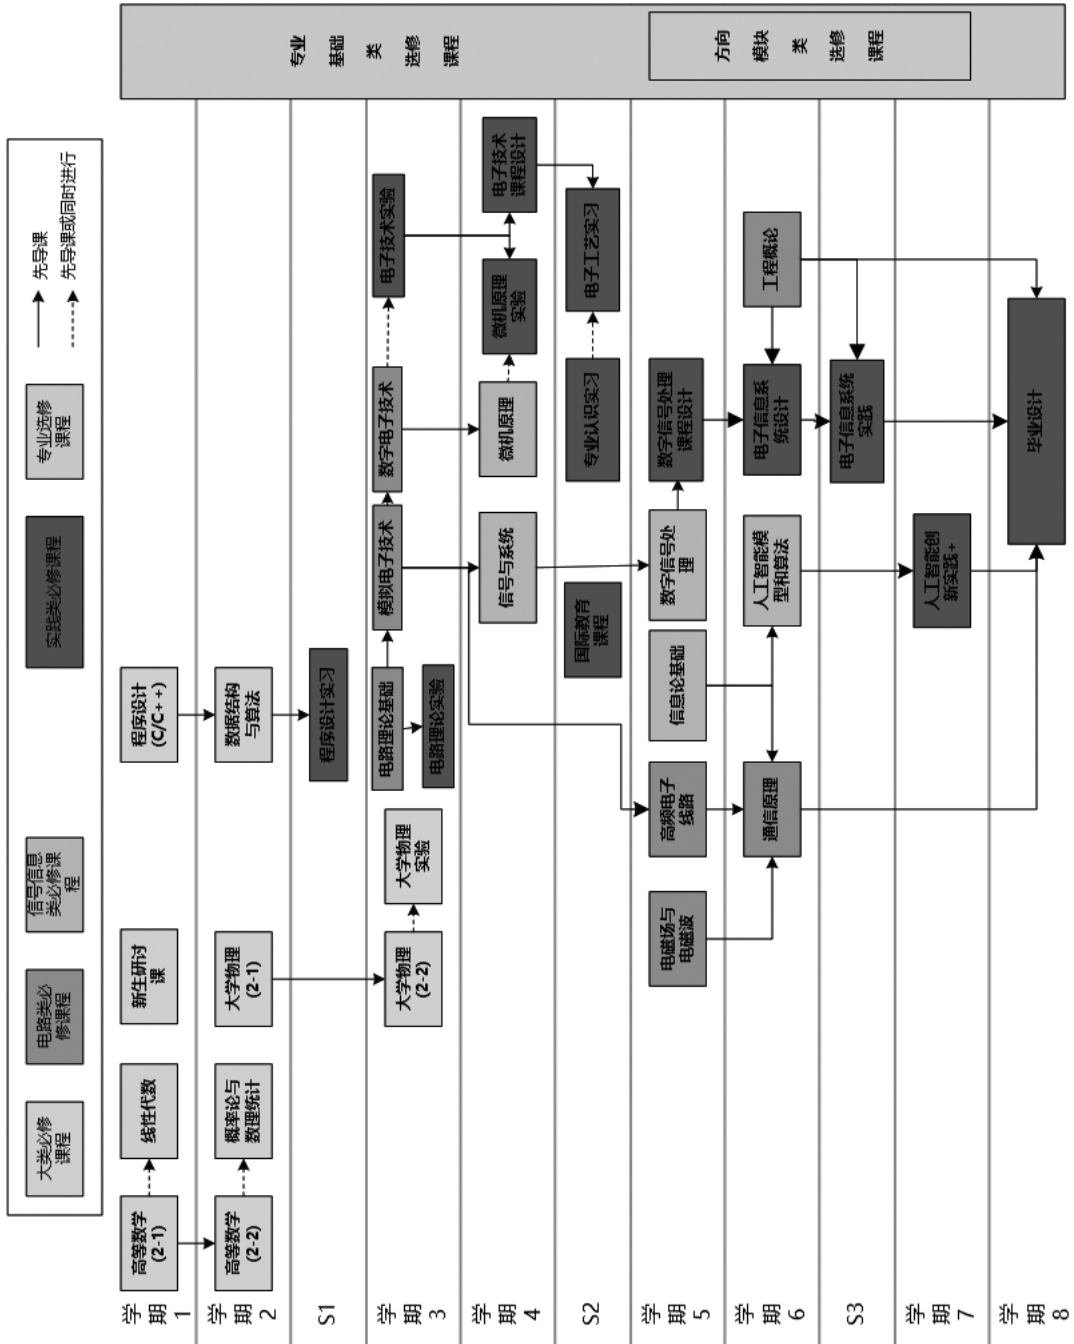 大类必修
课程
电路类必
修课程
信号信息
类必修课
程
实践类必修课程
专业选修
课程
先导课
先导课或同时进行
学期1
高等数学
(2-1)
线性代数
新生研讨
课
程序设计
(C/C++)
学期2
高等数学
(2-2)
概率论与
数理统计
大学物理
(2-1)
数据结构
与算法
S1
程序设计实习
学期3
大学物理
(2-2)
大学物理
实验
电路理论基础
电路理论实验
模拟电子技术
数字电子技术
电子技术实验
学期4
信号与系统
微机原理
微机原理
实验
电子技术
课程设计
S2
国际教育
课程
专业认识实习
电子工艺实习
学期5
电磁场与
电磁波
高频电子
线路
信息论基础
数字信号处
理
数字信号处理
课程设计
学期6
通信原理
人工智能模
型和算法
电子信息系
统设计
工程概论
S3
电子信息系统
实践
学期7
人工智能创
新实践+
学期8
毕业设计
专业
基础
类
选修
课程
方向
模块
类
选修
课程